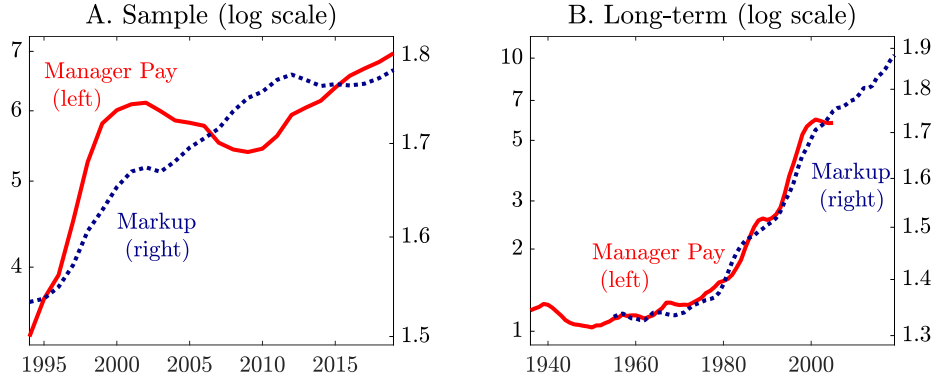 A. Sample (log scale)
7
6
5
4
1.8
1.7
1.6
1.5
Manager Pay
(left)
Markup
(right)
1995 2000 2005 2010 2015
B. Long-term (log scale)
10
7
5
3
2
1
1.9
1.8
1.7
1.6
1.5
1.4
1.3
Markup
(right)
Manager Pay
(left)
1940 1960 1980 2000